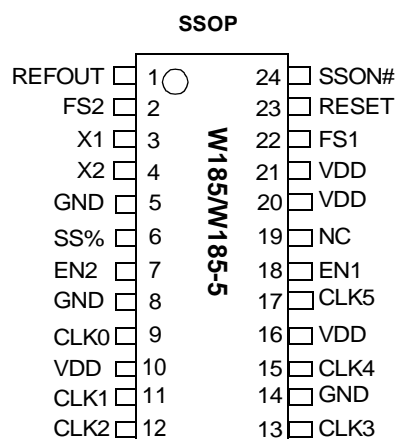 SSOP
REFOUT 1 24 SSON#
FS2 2 23 RESET
X1 3 22 FS1
X2 4 21 VDD
GND 5 20 VDD
SS% 6 19 NC
EN2 7 18 EN1
GND 8 17 CLK5
CLK0 9 16 VDD
VDD 10 15 CLK4
CLK1 11 14 GND
CLK2 12 13 CLK3
W185/W185-5